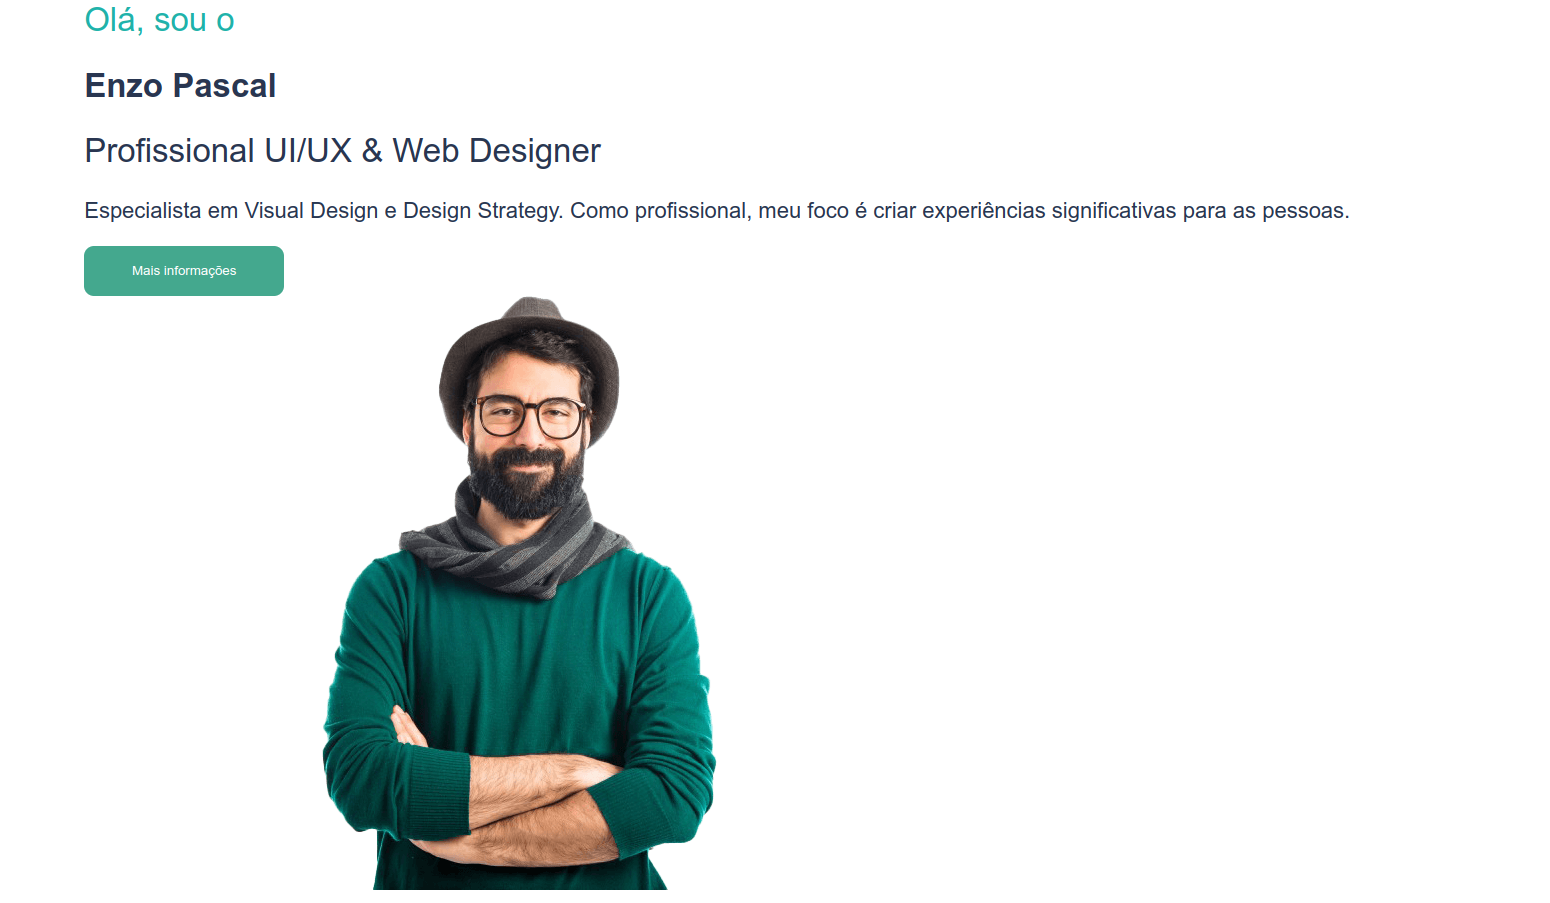 Olá, sou o
Enzo Pascal
Profissional UI/UX & Web Designer
Especialista em Visual Design e Design Strategy. Como profissional, meu foco é criar experiências significativas para as pessoas.
Mais informações